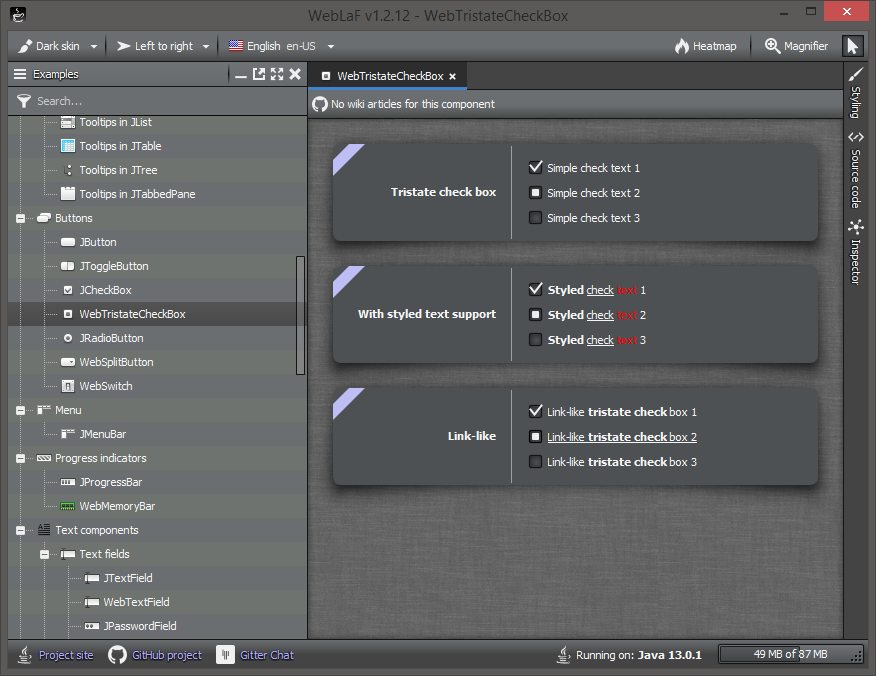 WebLaF v1.2.12 - WebTristateCheckBox
Dark skin
Left to right
English en-US
Heatmap
Magnifier
Examples
Search...
Tooltips in JList
Tooltips in JTable
Tooltips in JTree
Tooltips in JTabbedPane
Buttons
JButton
JToggleButton
JCheckBox
WebTristateCheckBox
JRadioButton
WebSplitButton
WebSwitch
Menu
JMenuBar
Progress indicators
JProgressBar
WebMemoryBar
Text components
Text fields
JTextField
WebTextField
JPasswordField
WebTristateCheckBox
No wiki articles for this component
Tristate check box
Simple check text 1
Simple check text 2
Simple check text 3
With styled text support
Styled check text 1
Styled check text 2
Styled check text 3
Link-like
Link-like tristate check box 1
Link-like tristate check box 2
Link-like tristate check box 3
Styling
Source code
Inspector
Project site
GitHub project
Gitter Chat
Running on: Java 13.0.1
49 MB of 87 MB